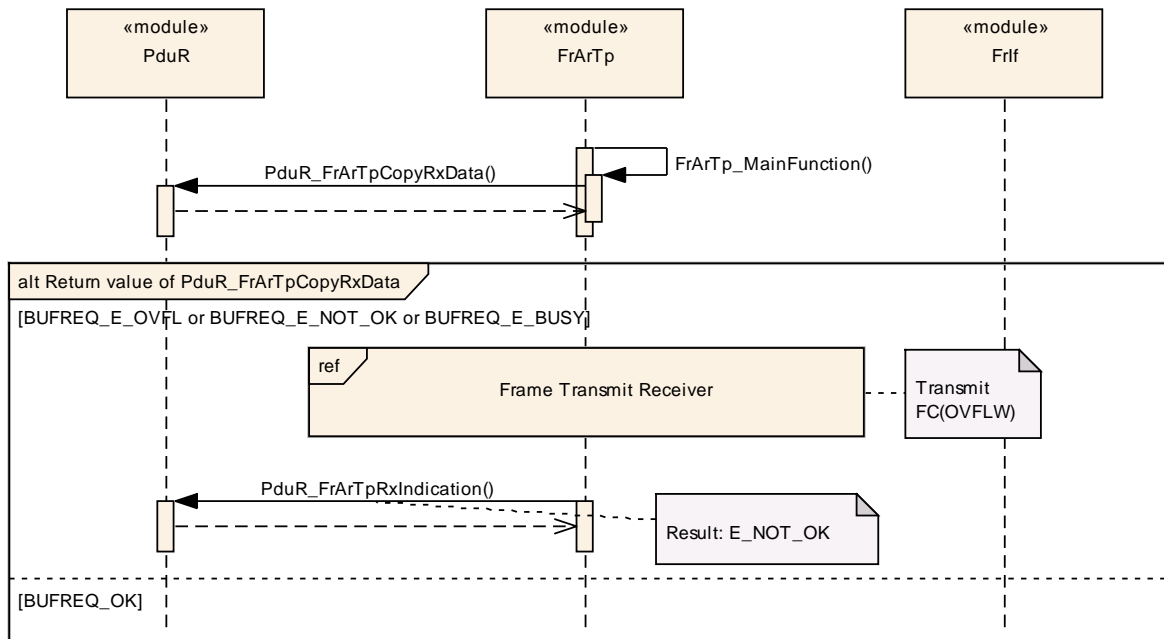 «module»
PduR
«module»
FrArTp
«module»
FrIf
FrArTp_MainFunction()
PduR_FrArTpCopyRxData()
alt Return value of PduR_FrArTpCopyRxData
[BUFREQ_E_OVFL or BUFREQ_E_NOT_OK or BUFREQ_E_BUSY]
ref
Frame Transmit Receiver
Transmit
FC(OVFLW)
PduR_FrArTpRxIndication()
Result: E_NOT_OK
[BUFREQ_OK]